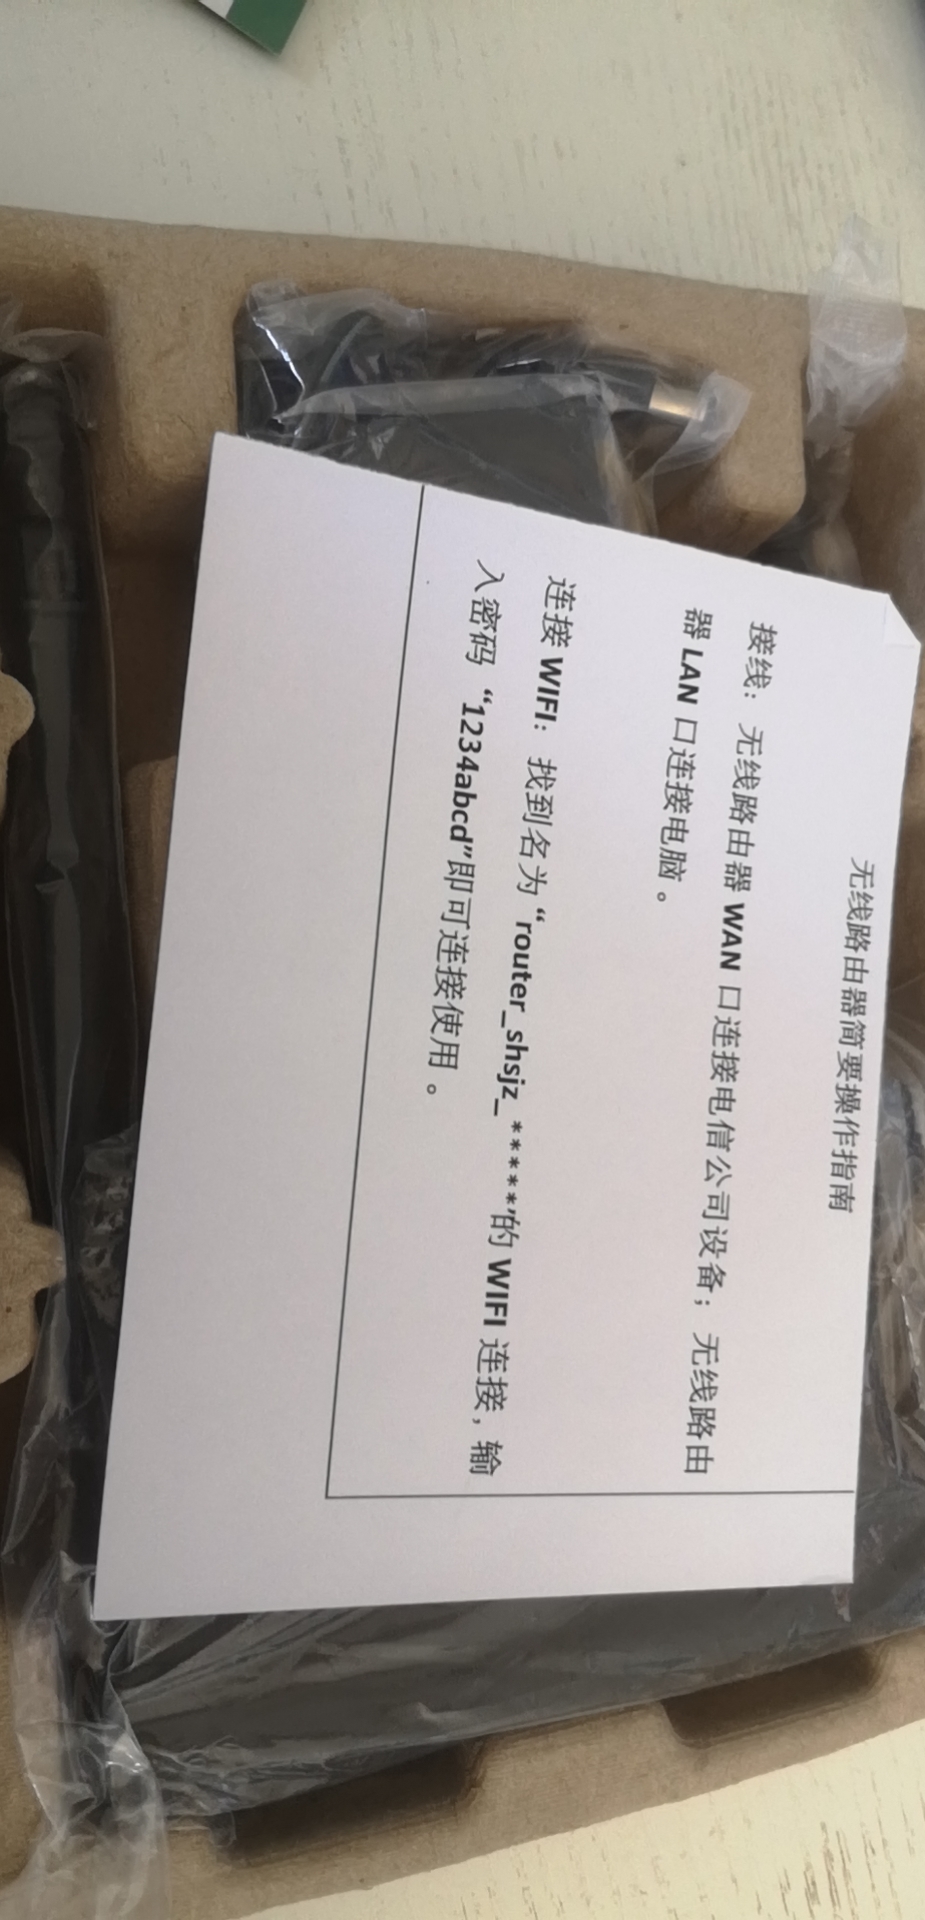 无线路由器简要操作指南
接线：无线路由器 WAN 口连接电信公司设备；无线路由
器 LAN 口连接电脑。
连接 WIFI：找到名为“router_shsjz_******”的 WIFI 连接，输
入密码“1234abcd”即可连接使用。